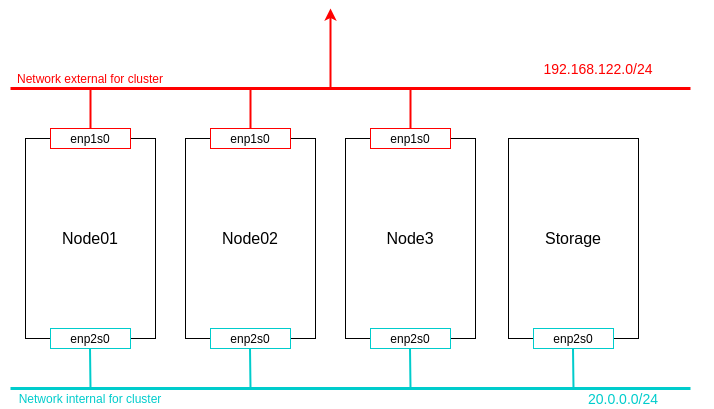 192.168.122.0/24
Network external for cluster
enp1s0
enp1s0
enp1s0
Node01
Node02
Node3
Storage
enp2s0
enp2s0
enp2s0
enp2s0
Network internal for cluster
20.0.0.0/24